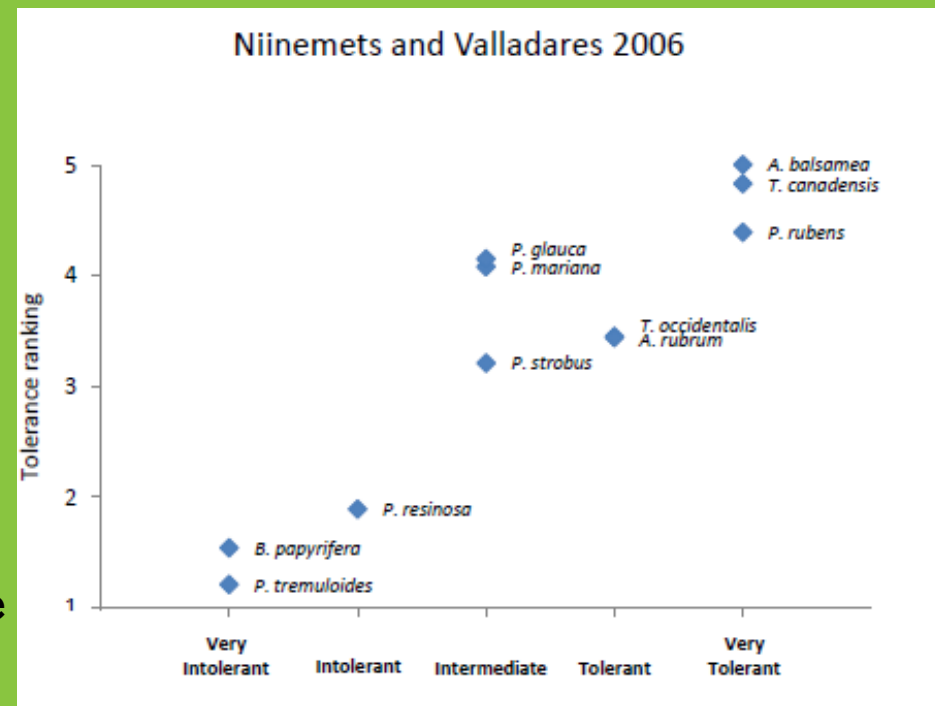 Niinemets and Valladares 2006
Tolerance ranking
5
4
3
2
1
A. balsamea
T. canadensis
P. rubens
P. glauca
P. mariana
T. occidentalis
A. rubrum
P. strobus
P. resinosa
B. papyrifera
P. tremuloides
e
Very Intolerant
Intolerant
Intermediate
Tolerant
Very Tolerant